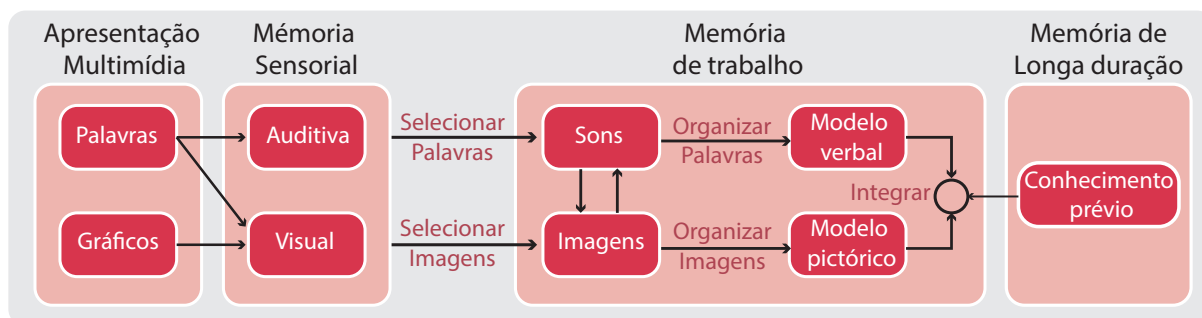 Apresentação
Multimídia
Mémoria
Sensorial
Memória
de trabalho
Memória de
Longa duração
Palavras
Auditiva
Selecionar
Palavras
Sons
Organizar
Palavras
Modelo
verbal
Integrar
Conhecimento
prévio
Gráficos
Visual
Selecionar
Imagens
Imagens
Organizar
Imagens
Modelo
pictórico